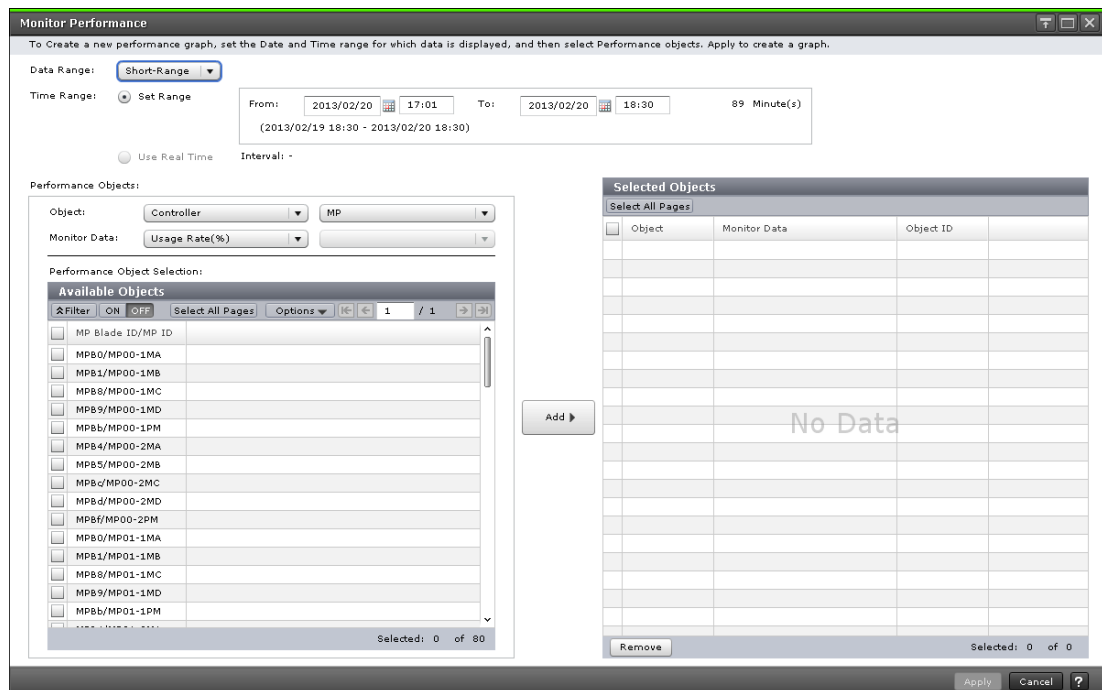 Monitor Performance
To Create a new performance graph, set the Date and Time range for which data is displayed, and then select Performance objects. Apply to create a graph.
Data Range: Short-Range
Time Range: Set Range From: 2013/02/20 17:01 To: 2013/02/20 18:30 89 Minute(s)
(2013/02/19 18:30 - 2013/02/20 18:30)
Use Real Time Interval: -
Performance Objects:
Object: Controller MP
Monitor Data: Usage Rate(%)
Performance Object Selection:
Available Objects
Filter ON OFF Select All Pages Options 1 / 1
MP Blade ID/MP ID
MPB0/MP00-1MA
MPB1/MP00-1MB
MPB8/MP00-1MC
MPB9/MP00-1MD
MPBb/MP00-1PM
MPB4/MP00-2MA
MPB5/MP00-2MB
MPBc/MP00-2MC
MPBd/MP00-2MD
MPBf/MP00-2PM
MPB0/MP01-1MA
MPB1/MP01-1MB
MPB8/MP01-1MC
MPB9/MP01-1MD
MPBb/MP01-1PM
Selected: 0 of 80
Add
Selected Objects
Select All Pages
Object Monitor Data Object ID
No Data
Remove Selected: 0 of 0
Apply Cancel ?